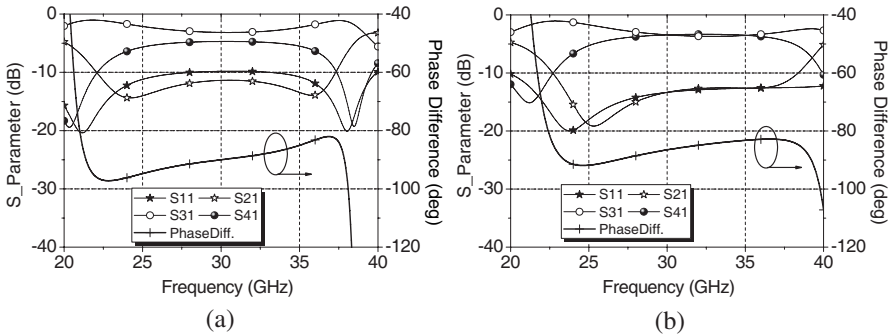 S_Parameter (dB)
0
-10
-20
-30
-40
20 25 30 35 40
Frequency (GHz)
-40
-60
-80
-100
-120
Phase Difference (deg)
S11 S21
S31 S41
PhaseDiff.
(a)
S_Parameter (dB)
0
-10
-20
-30
-40
20 25 30 35 40
Frequency (GHz)
-40
-60
-80
-100
-120
Phase Difference (deg)
S11 S21
S31 S41
PhaseDiff.
(b)